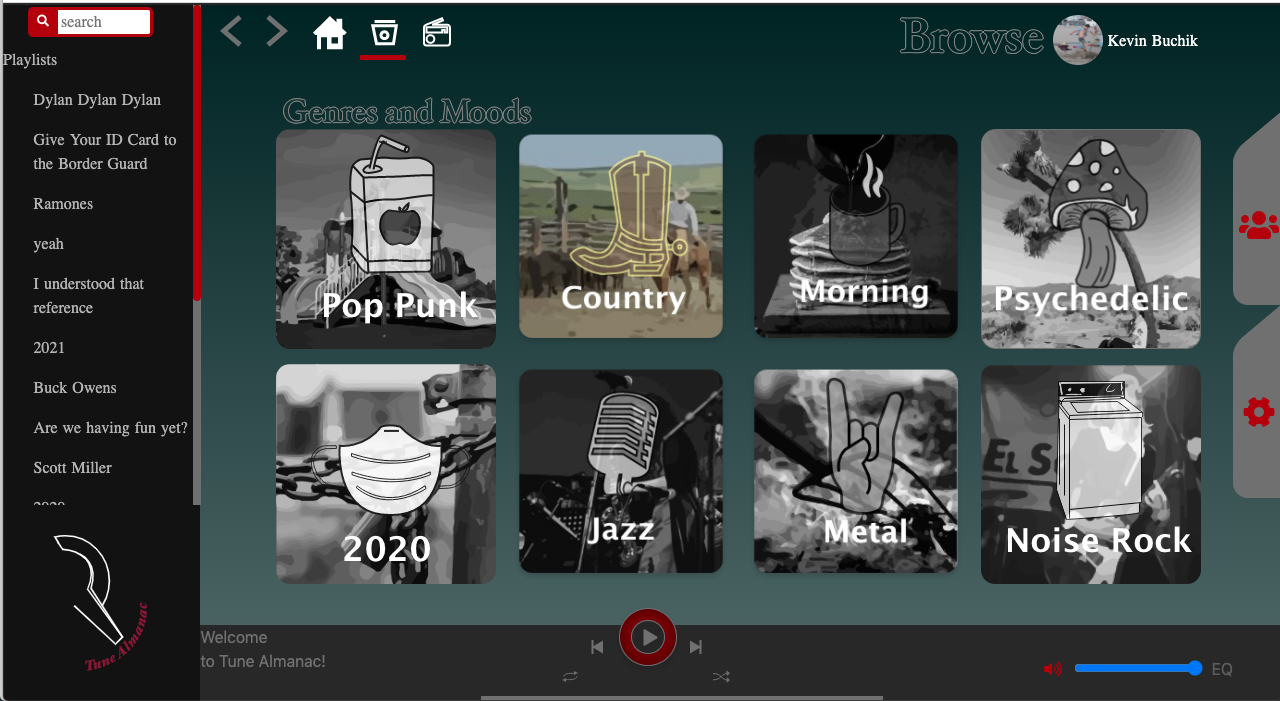 search
Playlists
Dylan Dylan Dylan
Give Your ID Card to
the Border Guard
Ramones
yeah
I understood that
reference
2021
Buck Owens
Are we having fun yet?
Scott Miller
Tune Almanac
Browse
Kevin Buchik
Genres and Moods
Pop Punk
Country
Morning
Psychedelic
2020
Jazz
Metal
EL S
Noise Rock
Welcome
to Tune Almanac!
EQ